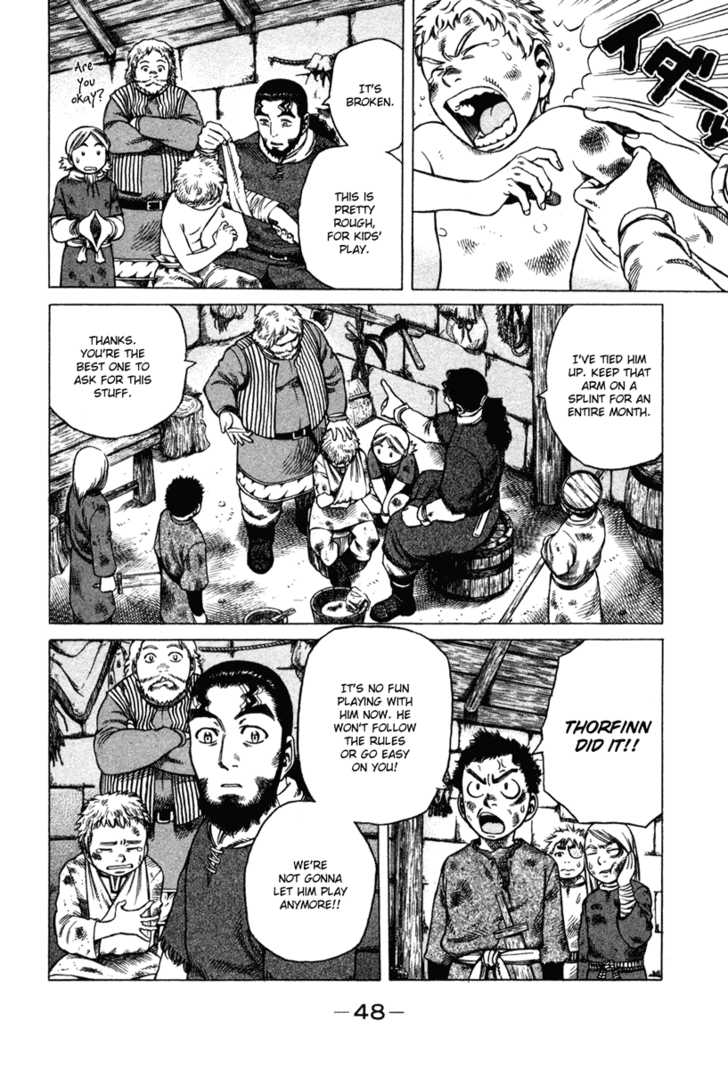 イダーッ
IT'S
BROKEN.
THIS IS
PRETTY
ROUGH,
FOR KIDS'
PLAY.
Are
you
okay?
I'VE TIED HIM
UP. KEEP THAT
ARM ON A
SPLINT FOR AN
ENTIRE MONTH.
THANKS.
YOU'RE THE
BEST ONE TO
ASK FOR THIS
STUFF.
THORFINN
DID IT!!
IT'S NO FUN
PLAYING WITH
HIM NOW. HE
WON'T FOLLOW
THE RULES
OR GO EASY
ON YOU!
WE'RE
NOT GONNA
LET HIM PLAY
ANYMORE!!
—48—